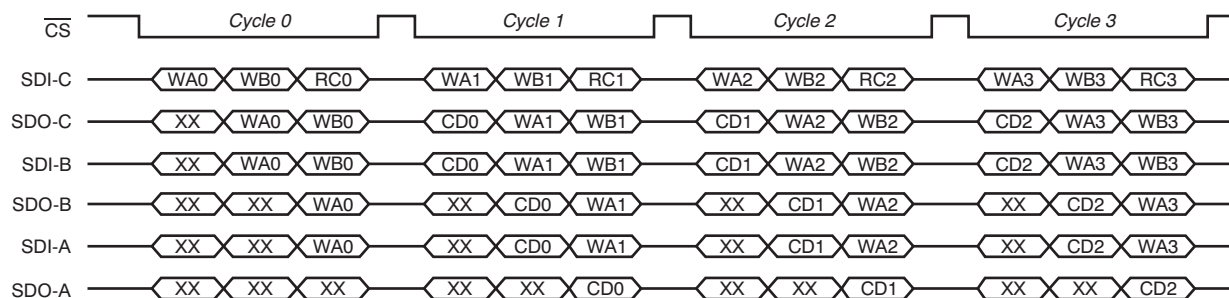 CS Cycle 0 Cycle 1 Cycle 2 Cycle 3
SDI-C WA0 WB0 RC0 WA1 WB1 RC1 WA2 WB2 RC2 WA3 WB3 RC3
SDO-C XX WA0 WB0 CD0 WA1 WB1 CD1 WA2 WB2 CD2 WA3 WB3
SDI-B XX WA0 WB0 CD0 WA1 WB1 CD1 WA2 WB2 CD2 WA3 WB3
SDO-B XX XX WA0 XX CD0 WA1 XX CD1 WA2 XX CD2 WA3
SDI-A XX XX WA0 XX CD0 WA1 XX CD1 WA2 XX CD2 WA3
SDO-A XX XX XX XX XX CD0 XX XX CD1 XX XX CD2